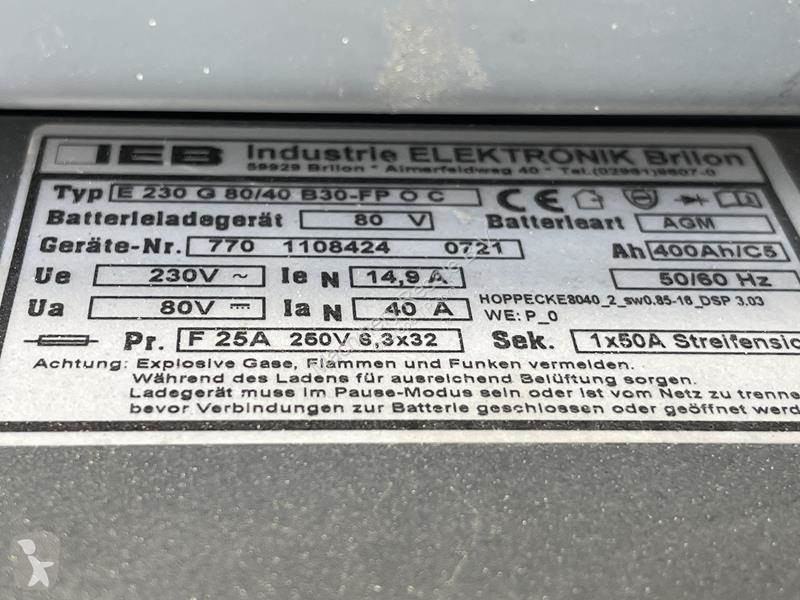 IEB Industrie ELEKTRONIK Brilon
59929 Brilon * Almerfeldweg 40 * Tel.(02961)9607-0
Typ E 230 G 80/40 B30-FP O C CE
Batterieladegerät 80 V Batterieart AGM
Geräte-Nr. 770 1108424 0721 Ah 400Ah/C5
Ue 230V ~ Ie N 14,9 A 50/60 Hz
Ua 80V Ia N 40 A HOPPECKE8040_2_sw0.85-16_DSP 3.03
WE: P_0
Pr. F 25A 250V 6,3x32 Sek. 1x50A Streifensic
Achtung: Explosive Gase, Flammen und Funken vermeiden.
Während des Ladens für ausreichend Belüftung sorgen.
Ladegerät muss im Pause-Modus sein oder ist vom Netz zu trenne
bevor Verbindungen zur Batterie geschlossen oder geöffnet werd